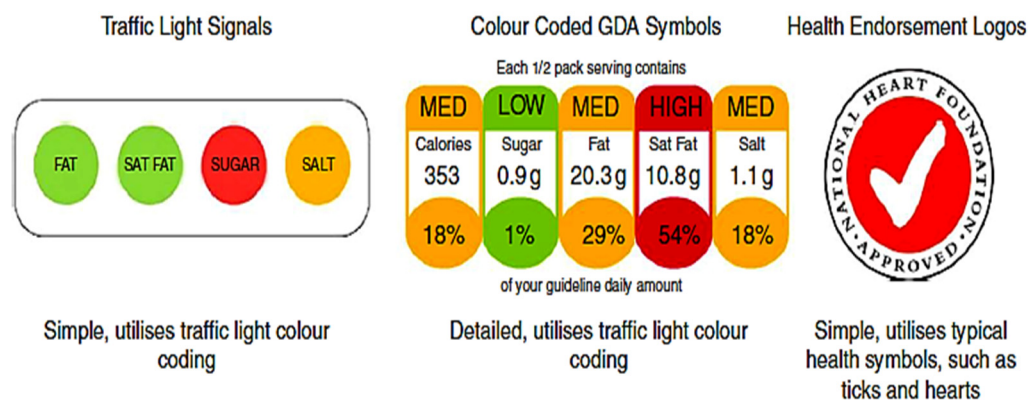 Traffic Light Signals
FAT SAT FAT SUGAR SALT
Simple, utilises traffic light colour
coding
Colour Coded GDA Symbols
Each 1/2 pack serving contains
MED LOW MED HIGH MED
Calories Sugar Fat Sat Fat Salt
353 0.9g 20.3g 10.8g 1.1g
18% 1% 29% 54% 18%
of your guideline daily amount
Detailed, utilises traffic light colour
coding
Health Endorsement Logos
NATIONAL HEART FOUNDATION
APPROVED
Simple, utilises typical
health symbols, such as
ticks and hearts